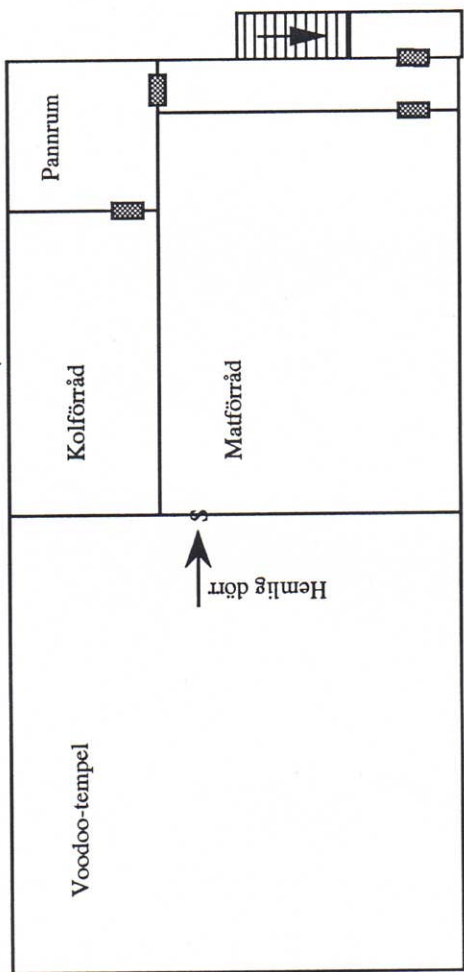 Voodoo-tempel
Kolförråd
Pannrum
S
Matförråd
Hemlig dörr